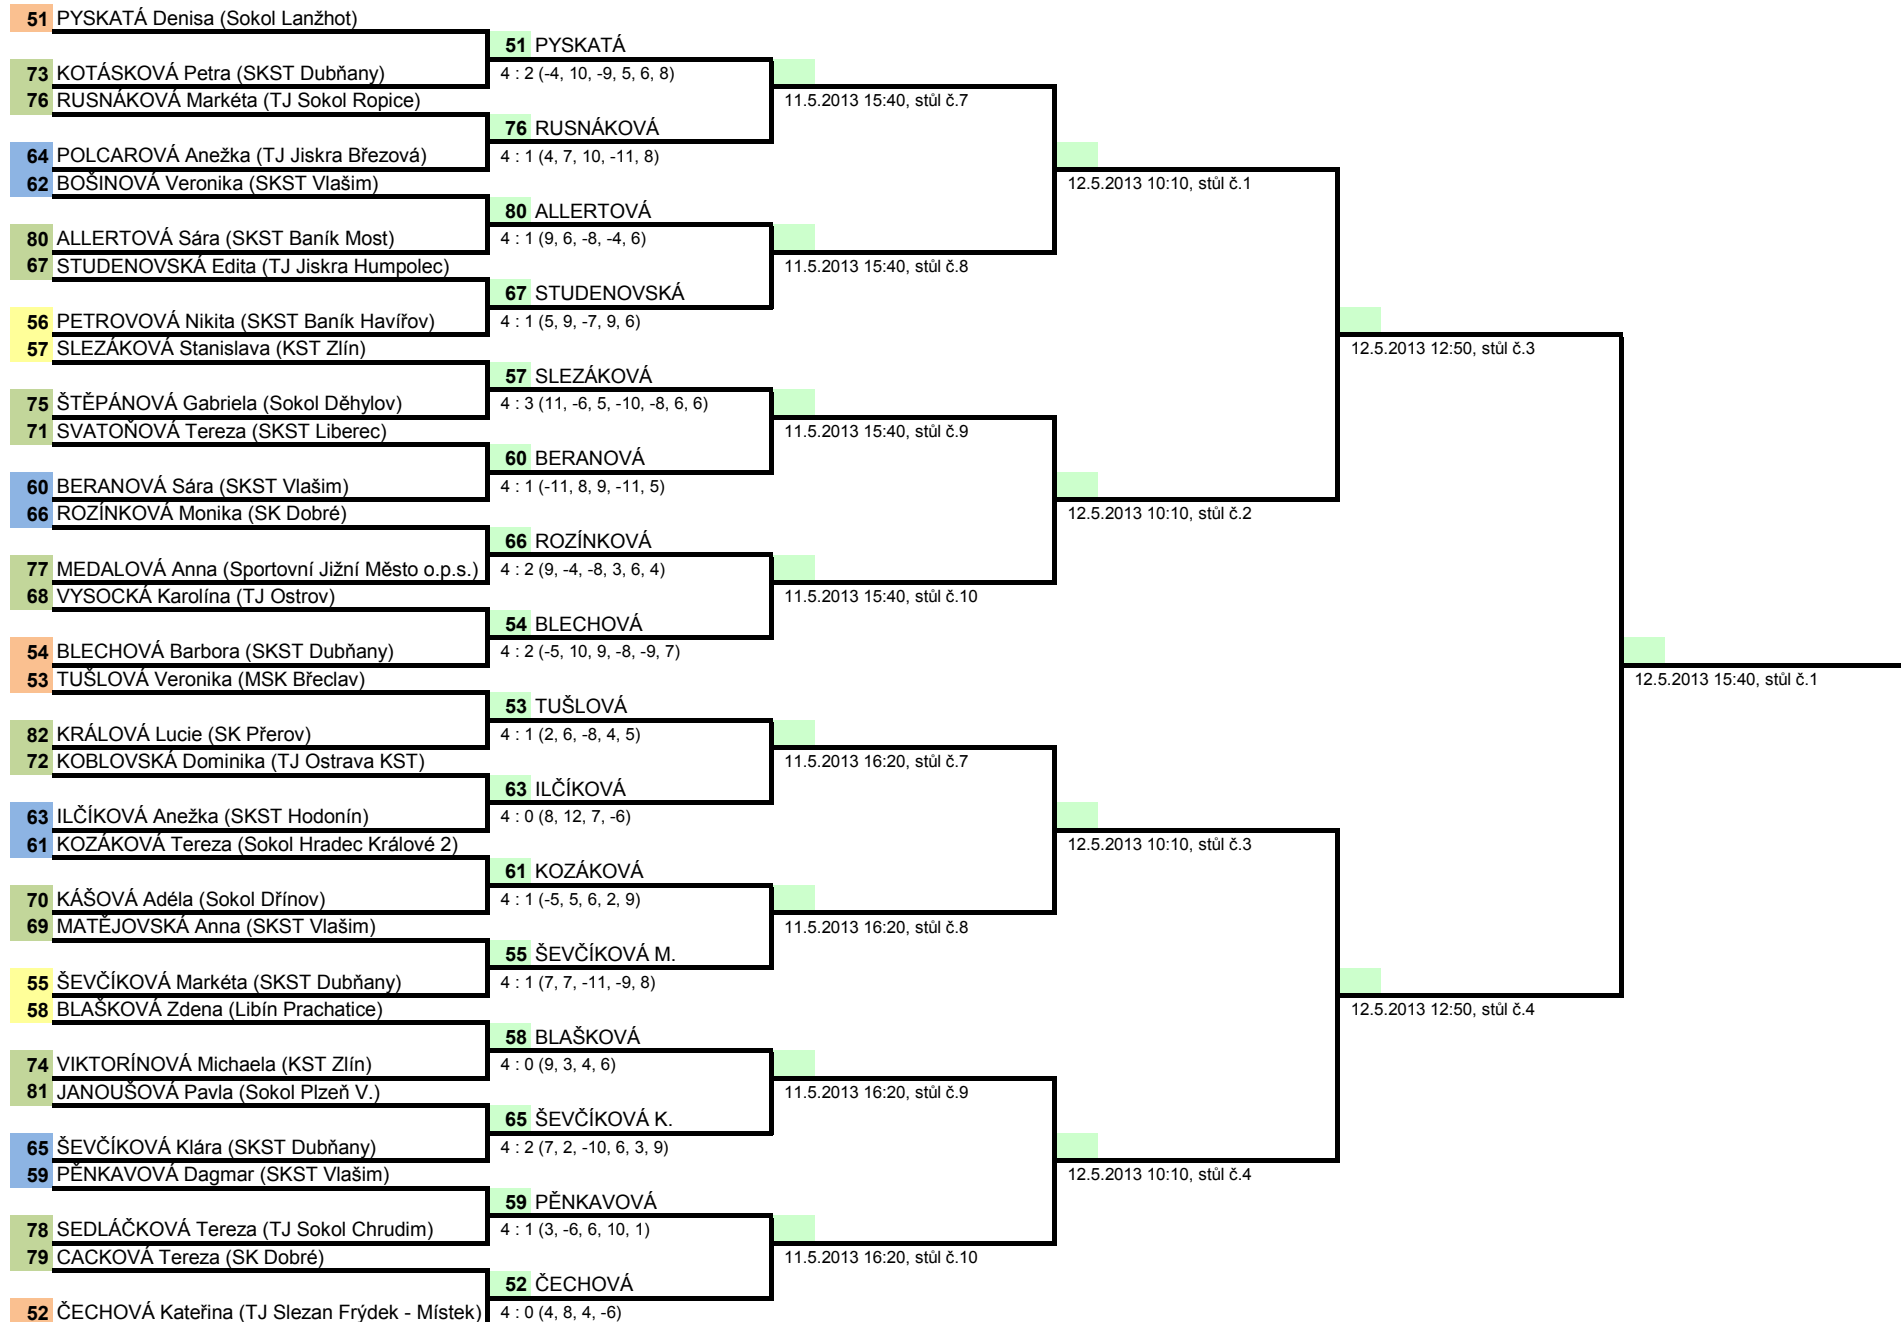 51 PYSKATÁ Denisa (Sokol Lanžhot)
51 PYSKATÁ
73 KOTÁSKOVÁ Petra (SKST Dubňany)
4 : 2 (-4, 10, -9, 5, 6, 8)
76 RUSNÁKOVÁ Markéta (TJ Sokol Ropice)
11.5.2013 15:40, stůl č.7
76 RUSNÁKOVÁ
64 POLCAROVÁ Anežka (TJ Jiskra Březová)
4 : 1 (4, 7, 10, -11, 8)
62 BOŠINOVÁ Veronika (SKST Vlašim)
12.5.2013 10:10, stůl č.1
80 ALLERTOVÁ
80 ALLERTOVÁ Sára (SKST Baník Most)
4 : 1 (9, 6, -8, -4, 6)
67 STUDENOVSKÁ Edita (TJ Jiskra Humpolec)
11.5.2013 15:40, stůl č.8
67 STUDENOVSKÁ
56 PETROVOVÁ Nikita (SKST Baník Havířov)
4 : 1 (5, 9, -7, 9, 6)
57 SLEZÁKOVÁ Stanislava (KST Zlín)
12.5.2013 12:50, stůl č.3
57 SLEZÁKOVÁ
75 ŠTĚPÁNOVÁ Gabriela (Sokol Děhylov)
4 : 3 (11, -6, 5, -10, -8, 6, 6)
71 SVATOŇOVÁ Tereza (SKST Liberec)
11.5.2013 15:40, stůl č.9
60 BERANOVÁ
60 BERANOVÁ Sára (SKST Vlašim)
4 : 1 (-11, 8, 9, -11, 5)
66 ROZÍNKOVÁ Monika (SK Dobré)
12.5.2013 10:10, stůl č.2
66 ROZÍNKOVÁ
77 MEDALOVÁ Anna (Sportovní Jižní Město o.p.s.)
4 : 2 (9, -4, -8, 3, 6, 4)
68 VYSOCKÁ Karolína (TJ Ostrov)
11.5.2013 15:40, stůl č.10
54 BLECHOVÁ
54 BLECHOVÁ Barbora (SKST Dubňany)
4 : 2 (-5, 10, 9, -8, -9, 7)
53 TUŠLOVÁ Veronika (MSK Břeclav)
12.5.2013 15:40, stůl č.1
53 TUŠLOVÁ
82 KRÁLOVÁ Lucie (SK Přerov)
4 : 1 (2, 6, -8, 4, 5)
72 KOBLOVSKÁ Dominika (TJ Ostrava KST)
11.5.2013 16:20, stůl č.7
63 ILČÍKOVÁ
63 ILČÍKOVÁ Anežka (SKST Hodonín)
4 : 0 (8, 12, 7, -6)
61 KOZÁKOVÁ Tereza (Sokol Hradec Králové 2)
12.5.2013 10:10, stůl č.3
61 KOZÁKOVÁ
70 KÁŠOVÁ Adéla (Sokol Dřínov)
4 : 1 (-5, 5, 6, 2, 9)
69 MATĚJOVSKÁ Anna (SKST Vlašim)
11.5.2013 16:20, stůl č.8
55 ŠEVČÍKOVÁ M.
55 ŠEVČÍKOVÁ Markéta (SKST Dubňany)
4 : 1 (7, 7, -11, -9, 8)
58 BLAŠKOVÁ Zdena (Libín Prachatice)
12.5.2013 12:50, stůl č.4
58 BLAŠKOVÁ
74 VIKTORÍNOVÁ Michaela (KST Zlín)
4 : 0 (9, 3, 4, 6)
81 JANOUŠOVÁ Pavla (Sokol Plzeň V.)
11.5.2013 16:20, stůl č.9
65 ŠEVČÍKOVÁ K.
65 ŠEVČÍKOVÁ Klára (SKST Dubňany)
4 : 2 (7, 2, -10, 6, 3, 9)
59 PĚNKAVOVÁ Dagmar (SKST Vlašim)
12.5.2013 10:10, stůl č.4
59 PĚNKAVOVÁ
78 SEDLÁČKOVÁ Tereza (TJ Sokol Chrudim)
4 : 1 (3, -6, 6, 10, 1)
79 CACKOVÁ Tereza (SK Dobré)
11.5.2013 16:20, stůl č.10
52 ČECHOVÁ
52 ČECHOVÁ Kateřina (TJ Slezan Frýdek - Místek)
4 : 0 (4, 8, 4, -6)